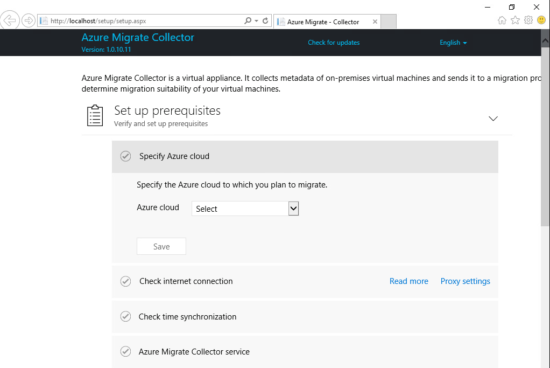 http://localhost/setup/setup.aspx
Azure Migrate - Collector
Azure Migrate Collector
Version: 1.0.10.11
Check for updates
English
Azure Migrate Collector is a virtual appliance. It collects metadata of on-premises virtual machines and sends it to a migration pro
determine migration suitability of your virtual machines.
Set up prerequisites
Verify and set up prerequisites
Specify Azure cloud
Specify the Azure cloud to which you plan to migrate.
Azure cloud Select
Save
Check internet connection Read more Proxy settings
Check time synchronization
Azure Migrate Collector service